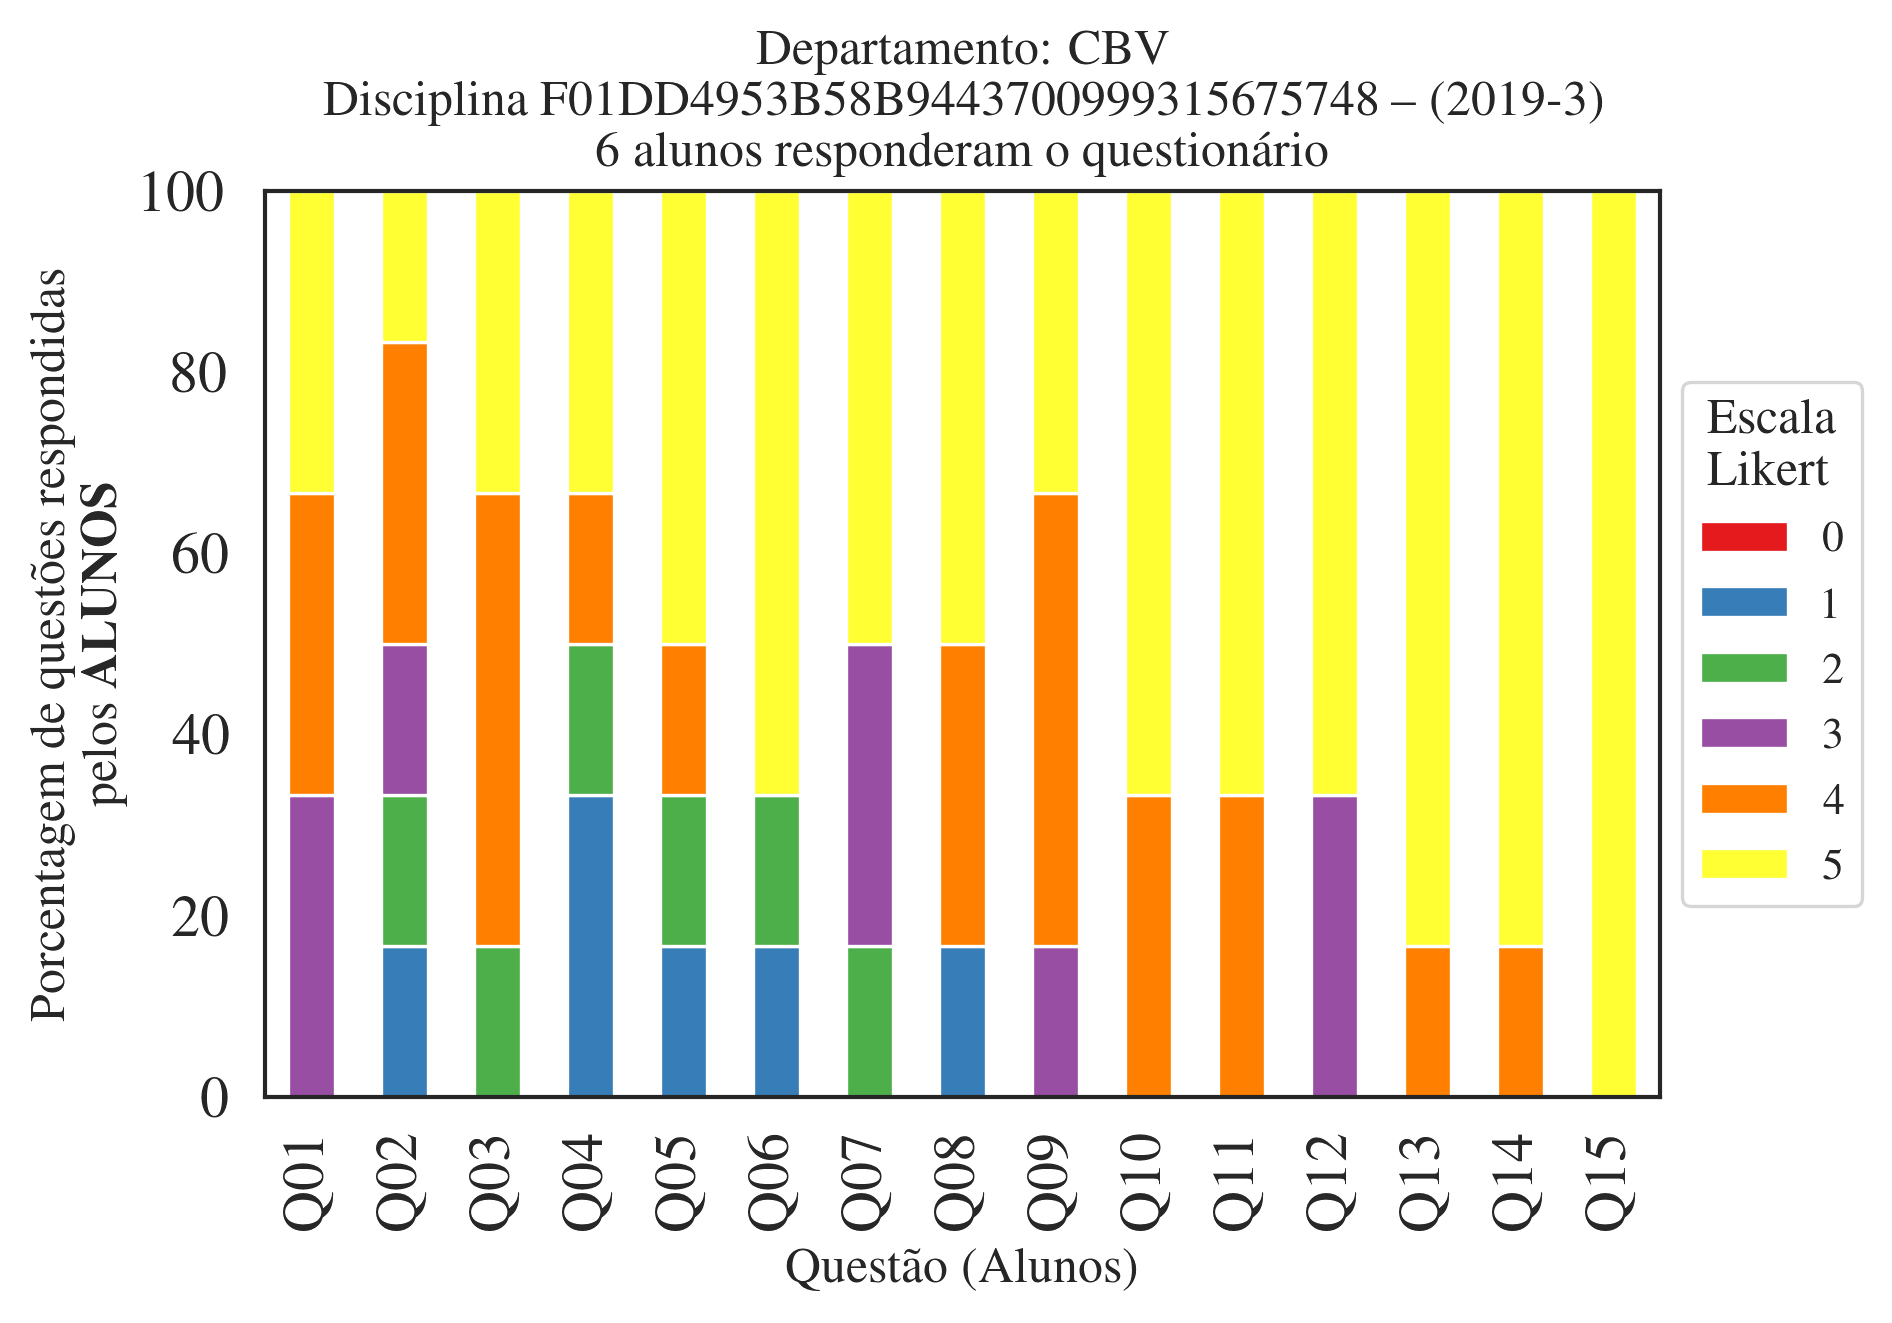 Departamento: CBV
Disciplina F01DD4953B58B9443700999315675748 – (2019-3)
6 alunos responderam o questionário
Porcentagem de questões respondidas
pelos ALUNOS
100
80
60
40
20
0
Q01
Q02
Q03
Q04
Q05
Q06
Q07
Q08
Q09
Q10
Q11
Q12
Q13
Q14
Q15
Questão (Alunos)
Escala
Likert
0
1
2
3
4
5